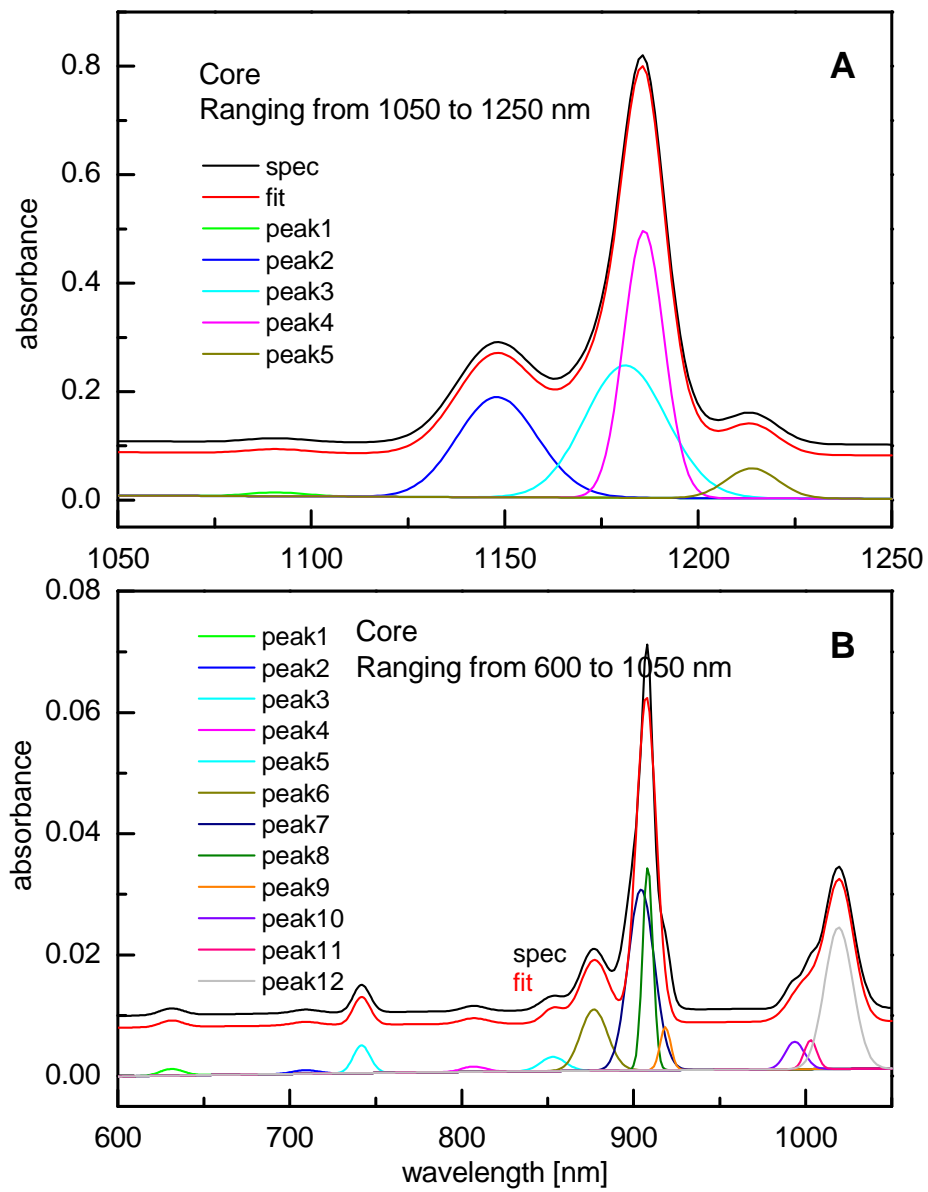 A
Core
Ranging from 1050 to 1250 nm
spec
fit
peak1
peak2
peak3
peak4
peak5
absorbance
0.8
0.6
0.4
0.2
0.0
1050 1100 1150 1200 1250
B
Core
Ranging from 600 to 1050 nm
peak1
peak2
peak3
peak4
peak5
peak6
peak7
peak8
peak9
peak10
peak11
peak12
spec
fit
absorbance
0.08
0.06
0.04
0.02
0.00
600 700 800 900 1000
wavelength [nm]